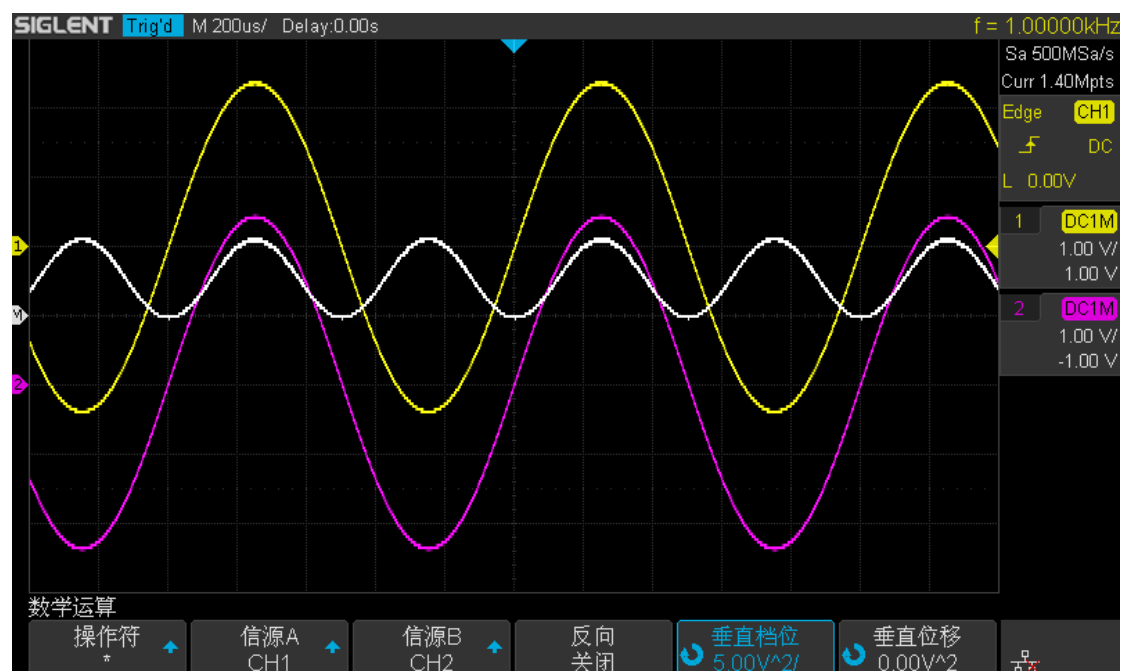 SIGLENT Trig'd M 200us/ Delay:0.00s f = 1.00000kHz
Sa 500MSa/s
Curr 1.40Mpts
Edge CH1
DC
L 0.00V
1 DC1M
1.00 V/
1.00 V
2 DC1M
1.00 V/
-1.00 V
1
M
2
数学运算
操作符 信源A 信源B 反向 垂直档位 垂直位移
* CH1 CH2 关闭 5.00V^2/ 0.00V^2